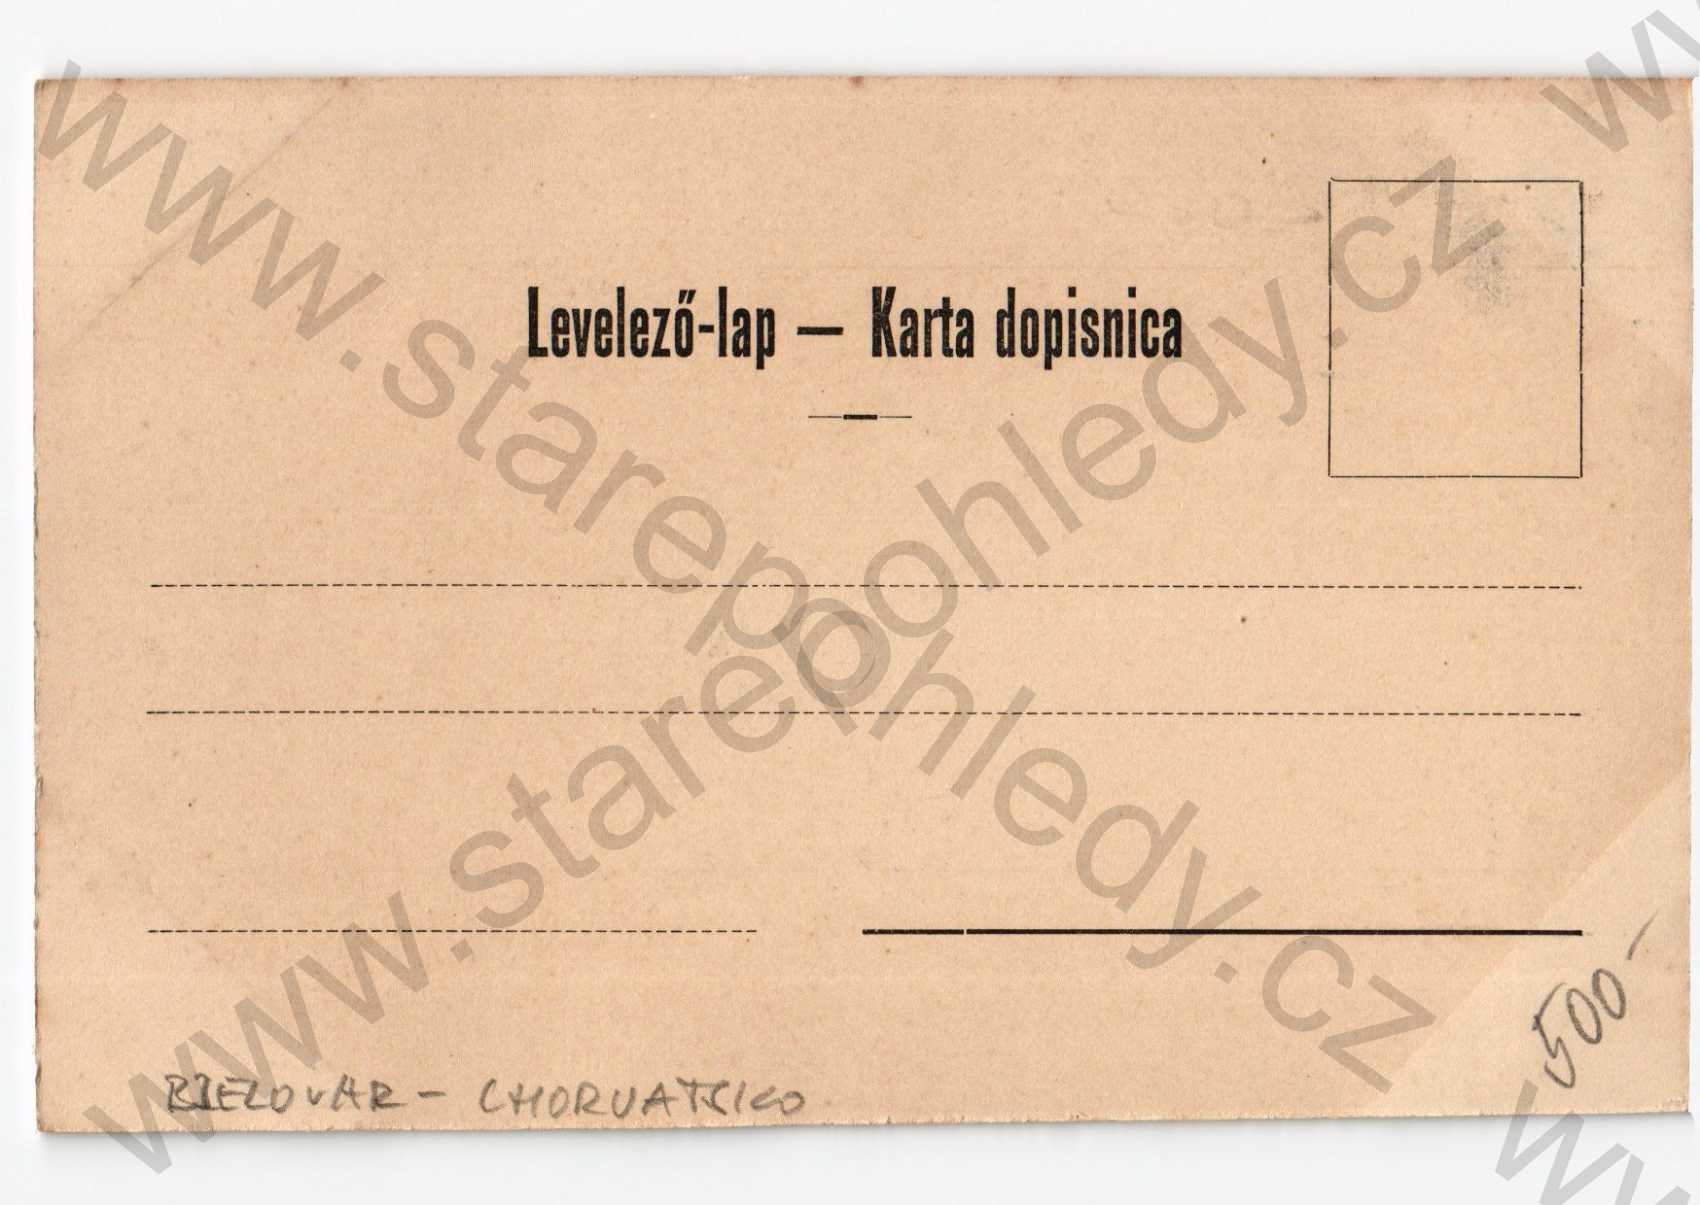 Levelező-lap — Karta dopisnica
BJELOVAR – CHORVATSKO
500–
www.starepohledy.cz
www.starepohledy.cz